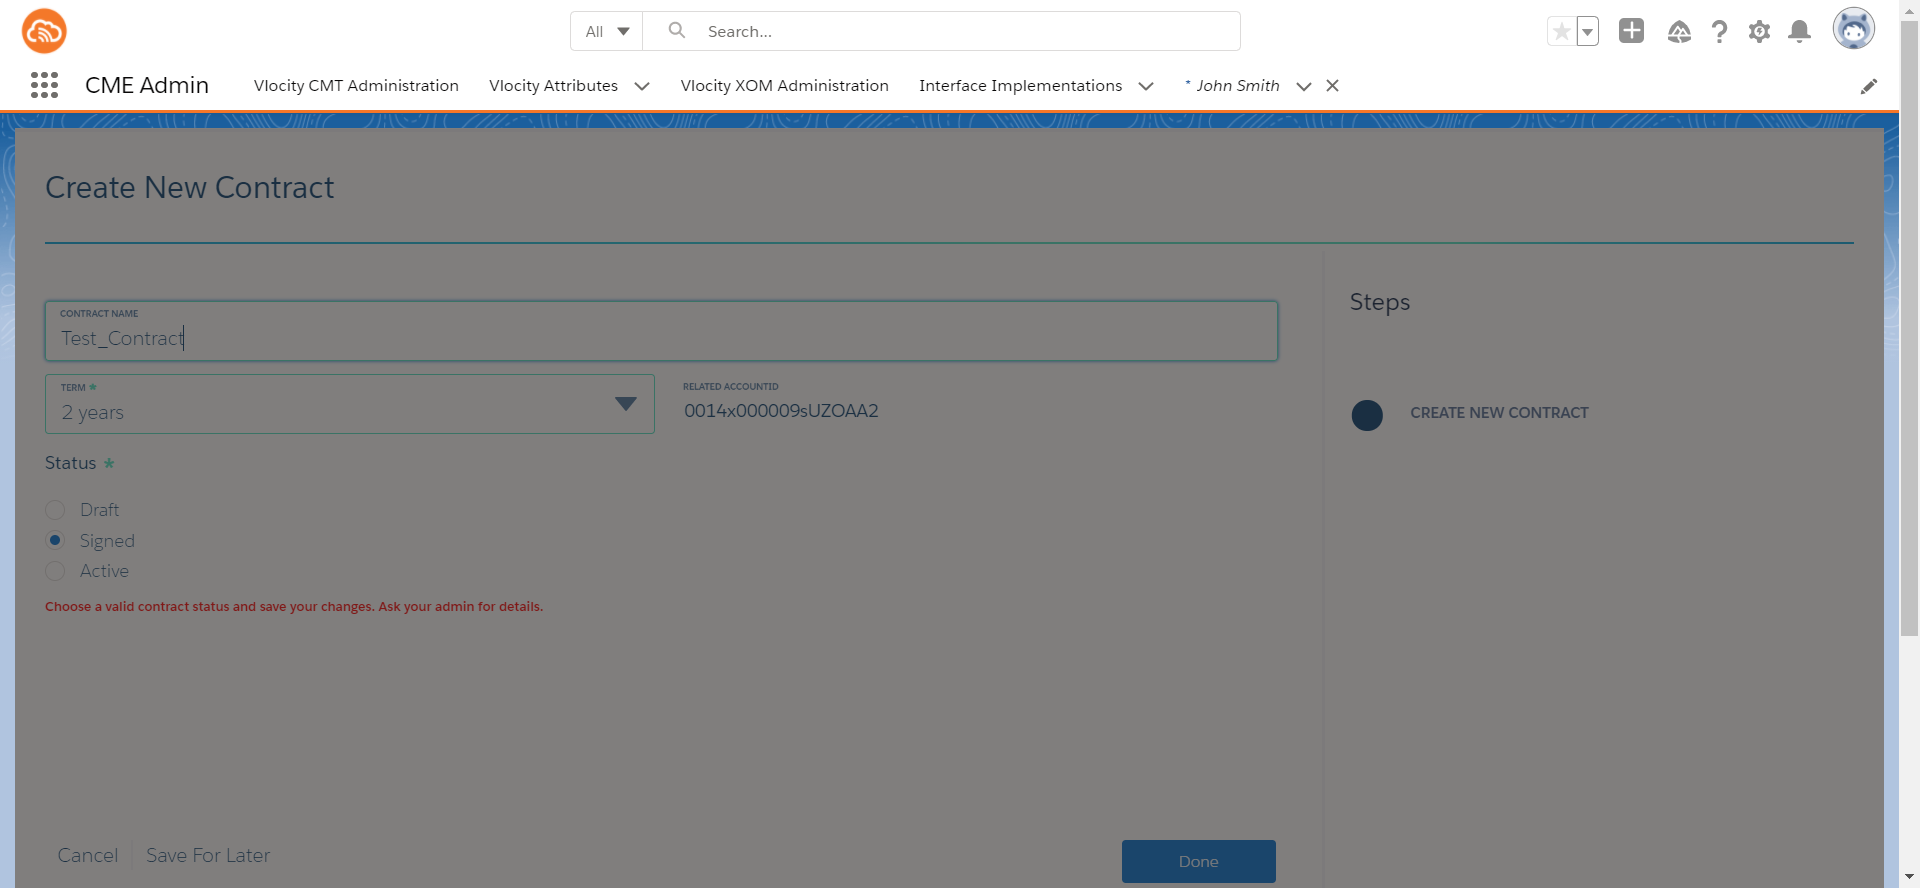 All
Search...
CME Admin
Vlocity CMT Administration
Vlocity Attributes
Vlocity XOM Administration
Interface Implementations
* John Smith
Create New Contract
CONTRACT NAME
Test_Contract
TERM *
2 years
RELATED ACCOUNTID
0014x000009sUZOAA2
Status *
Draft
Signed
Active
Choose a valid contract status and save your changes. Ask your admin for details.
Steps
CREATE NEW CONTRACT
Cancel
Save For Later
Done